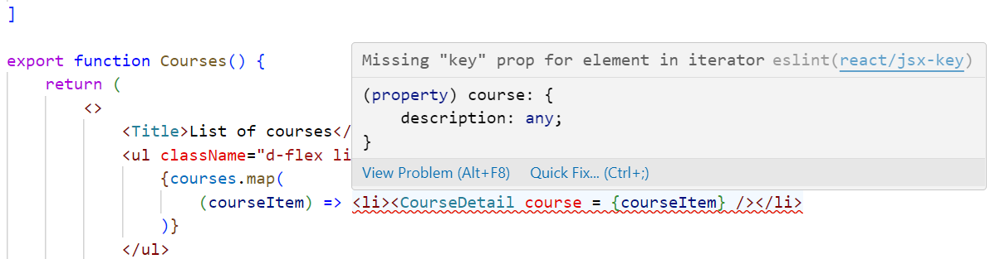 ]
export function Courses() {
Missing "key" prop for element in iterator eslint(react/jsx-key)
return (
(property) course: {
<>
description: any;
<Title>List of courses</
}
<ul className="d-flex li
View Problem (Alt+F8) Quick Fix... (Ctrl+;)
{courses.map(
(courseItem) => <li><CourseDetail course = {courseItem} /></li>
)}
</ul>